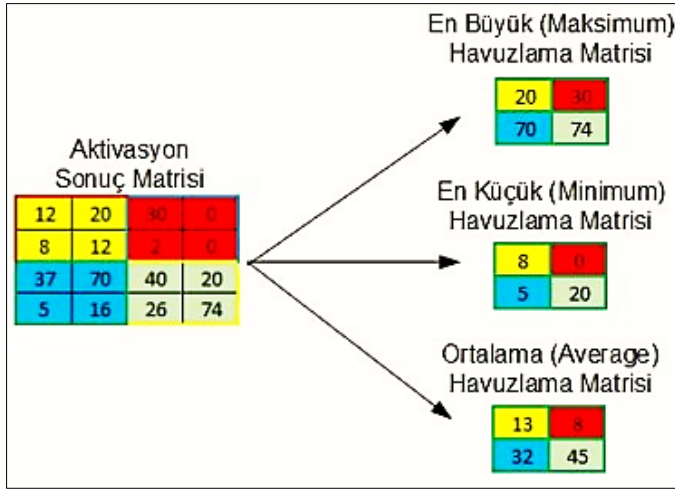 En Büyük (Maksimum)
Havuzlama Matrisi
20 30
70 74
Aktivasyon
Sonuç Matrisi
12 20 30 0
8 12 2 0
37 70 40 20
5 16 26 74
En Küçük (Minimum)
Havuzlama Matrisi
8 0
5 20
Ortalama (Average)
Havuzlama Matrisi
13 8
32 45